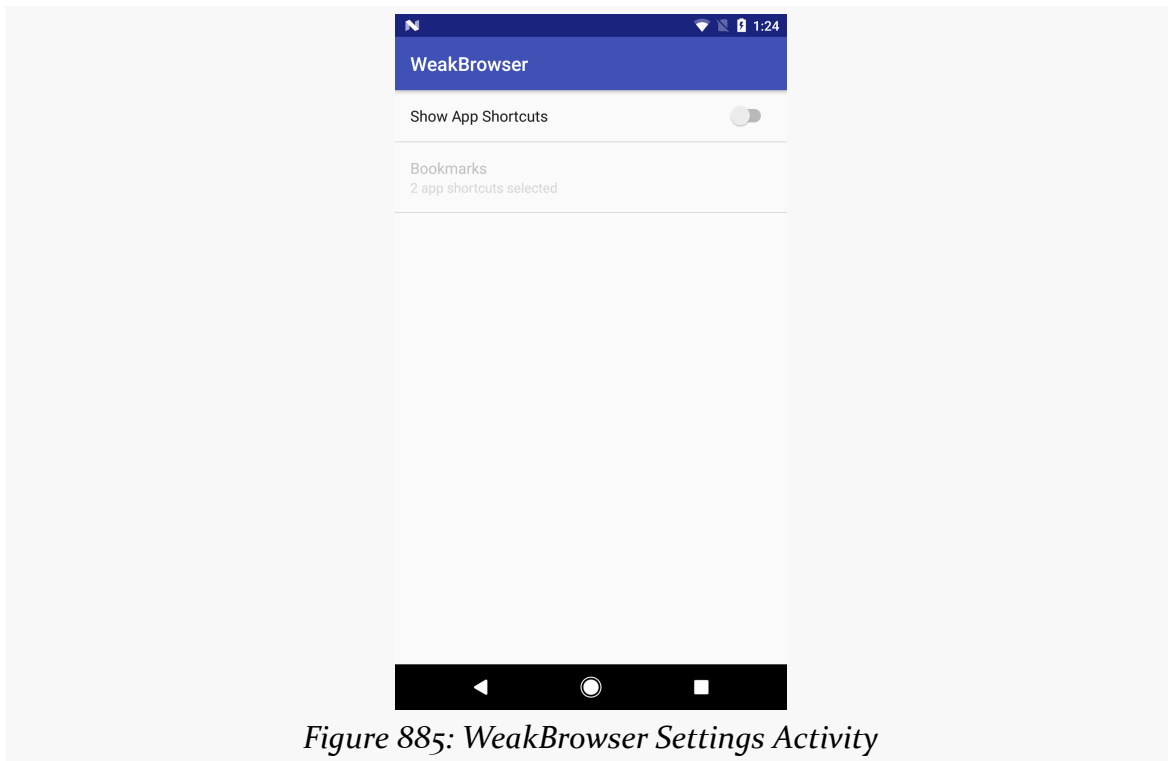 1:24
WeakBrowser
Show App Shortcuts
Bookmarks
2 app shortcuts selected
Figure 885: WeakBrowser Settings Activity